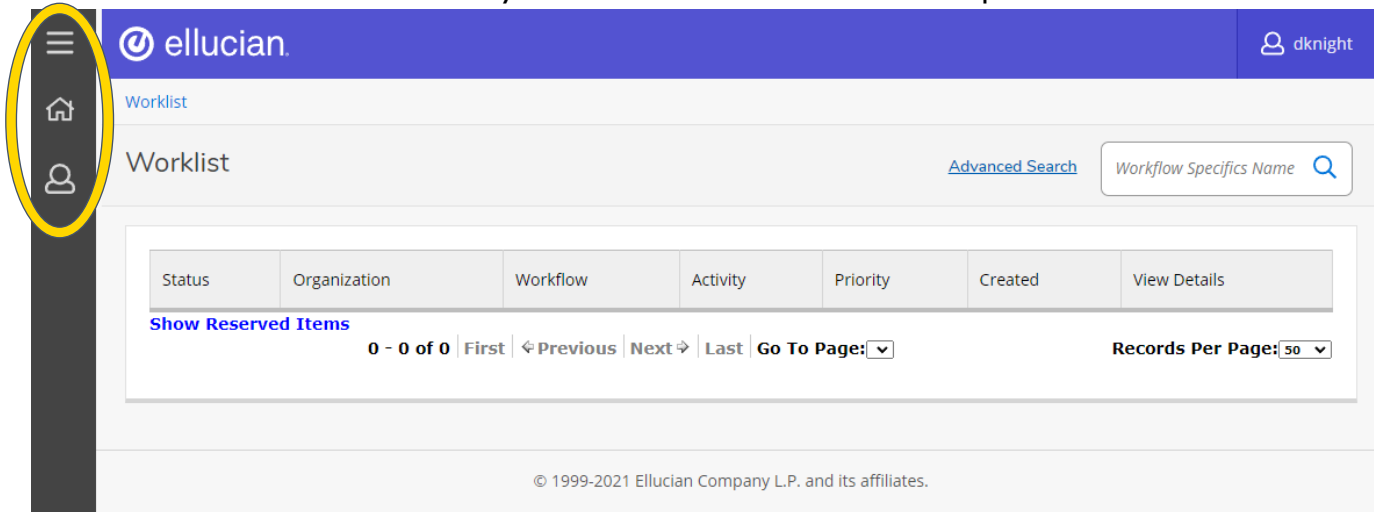 ellucian.
dknight
Worklist
Worklist
Advanced Search
Workflow Specifics Name
Status Organization Workflow Activity Priority Created View Details
Show Reserved Items
0 - 0 of 0 First Previous Next Last Go To Page: Records Per Page: 50
© 1999-2021 Ellucian Company L.P. and its affiliates.